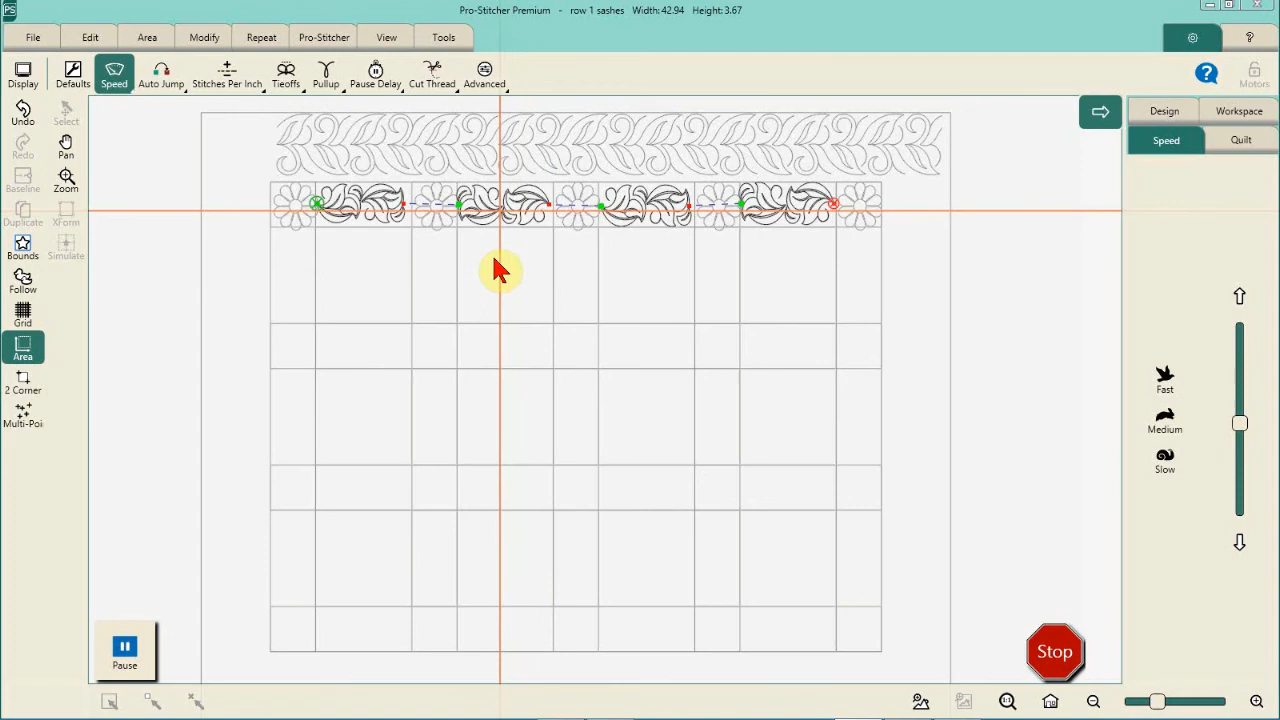 PS
Pro-Stitcher Premium - row 1 sashes Width: 42.94 Height: 3.67
File Edit Area Modify Repeat Pro-Stitcher View Tools ?
Display Defaults Speed Auto Jump Stitches Per Inch Tieoffs Pullup Pause Delay Cut Thread Advanced ? Motors
Undo Select
Redo Pan
Baseline Zoom
Duplicate XForm
Bounds Simulate
Follow
Grid
Area
2 Corner
Multi-Poi
Design Workspace
Speed Quilt
Fast
Medium
Slow
Pause
Stop
1:1